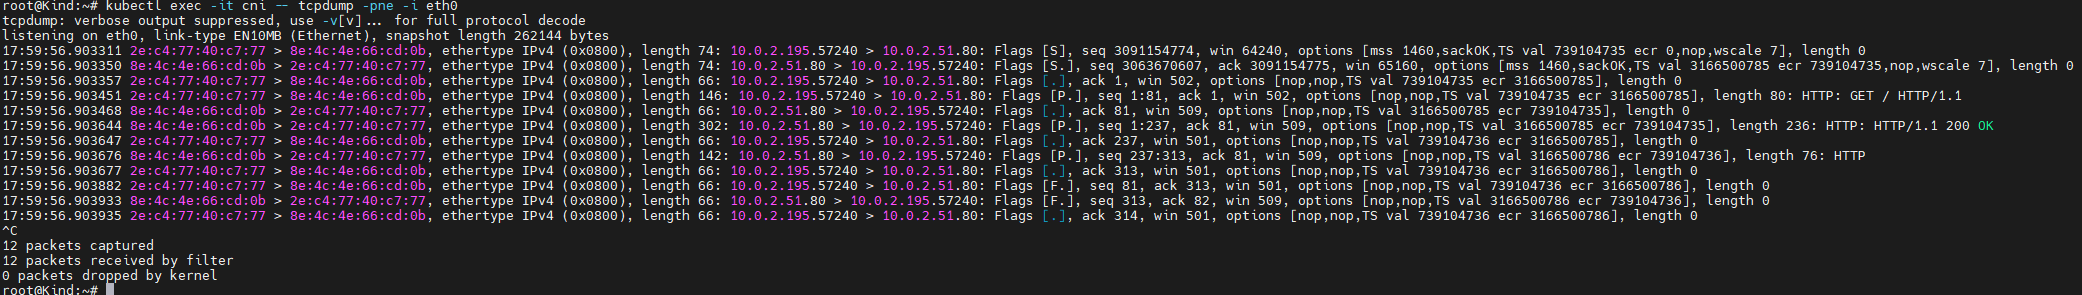 root@Kind:~# kubectl exec -it cni -- tcpdump -pne -i eth0
tcpdump: verbose output suppressed, use -v[v]... for full protocol decode
listening on eth0, link-type EN10MB (Ethernet), snapshot length 262144 bytes
17:59:56.903311 2e:c4:77:40:c7:77 > 8e:4c:4e:66:cd:0b, ethertype IPv4 (0x0800), length 74: 10.0.2.195.57240 > 10.0.2.51.80: Flags [S], seq 3091154774, win 64240, options [mss 1460,sackOK,TS val 739104735 ecr 0,nop,wscale 7], length 0
17:59:56.903350 8e:4c:4e:66:cd:0b > 2e:c4:77:40:c7:77, ethertype IPv4 (0x0800), length 74: 10.0.2.51.80 > 10.0.2.195.57240: Flags [S.], seq 3063670607, ack 3091154775, win 65160, options [mss 1460,sackOK,TS val 3166500785 ecr 739104735,nop,wscale 7], length 0
17:59:56.903357 2e:c4:77:40:c7:77 > 8e:4c:4e:66:cd:0b, ethertype IPv4 (0x0800), length 66: 10.0.2.195.57240 > 10.0.2.51.80: Flags [.], ack 1, win 502, options [nop,nop,TS val 739104735 ecr 3166500785], length 0
17:59:56.903451 2e:c4:77:40:c7:77 > 8e:4c:4e:66:cd:0b, ethertype IPv4 (0x0800), length 146: 10.0.2.195.57240 > 10.0.2.51.80: Flags [P.], seq 1:81, ack 1, win 502, options [nop,nop,TS val 739104735 ecr 3166500785], length 80: HTTP: GET / HTTP/1.1
17:59:56.903468 8e:4c:4e:66:cd:0b > 2e:c4:77:40:c7:77, ethertype IPv4 (0x0800), length 66: 10.0.2.51.80 > 10.0.2.195.57240: Flags [.], ack 81, win 509, options [nop,nop,TS val 3166500785 ecr 739104735], length 0
17:59:56.903644 8e:4c:4e:66:cd:0b > 2e:c4:77:40:c7:77, ethertype IPv4 (0x0800), length 302: 10.0.2.51.80 > 10.0.2.195.57240: Flags [P.], seq 1:237, ack 81, win 509, options [nop,nop,TS val 3166500785 ecr 739104735], length 236: HTTP: HTTP/1.1 200 OK
17:59:56.903647 2e:c4:77:40:c7:77 > 8e:4c:4e:66:cd:0b, ethertype IPv4 (0x0800), length 66: 10.0.2.195.57240 > 10.0.2.51.80: Flags [.], ack 237, win 501, options [nop,nop,TS val 739104736 ecr 3166500785], length 0
17:59:56.903676 8e:4c:4e:66:cd:0b > 2e:c4:77:40:c7:77, ethertype IPv4 (0x0800), length 142: 10.0.2.51.80 > 10.0.2.195.57240: Flags [P.], seq 237:313, ack 81, win 509, options [nop,nop,TS val 3166500786 ecr 739104736], length 76: HTTP
17:59:56.903677 2e:c4:77:40:c7:77 > 8e:4c:4e:66:cd:0b, ethertype IPv4 (0x0800), length 66: 10.0.2.195.57240 > 10.0.2.51.80: Flags [.], ack 313, win 501, options [nop,nop,TS val 739104736 ecr 3166500786], length 0
17:59:56.903882 2e:c4:77:40:c7:77 > 8e:4c:4e:66:cd:0b, ethertype IPv4 (0x0800), length 66: 10.0.2.195.57240 > 10.0.2.51.80: Flags [F.], seq 81, ack 313, win 501, options [nop,nop,TS val 739104736 ecr 3166500786], length 0
17:59:56.903933 8e:4c:4e:66:cd:0b > 2e:c4:77:40:c7:77, ethertype IPv4 (0x0800), length 66: 10.0.2.51.80 > 10.0.2.195.57240: Flags [F.], seq 313, ack 82, win 509, options [nop,nop,TS val 3166500786 ecr 739104736], length 0
17:59:56.903935 2e:c4:77:40:c7:77 > 8e:4c:4e:66:cd:0b, ethertype IPv4 (0x0800), length 66: 10.0.2.195.57240 > 10.0.2.51.80: Flags [.], ack 314, win 501, options [nop,nop,TS val 739104736 ecr 3166500786], length 0
^C
12 packets captured
12 packets received by filter
0 packets dropped by kernel
root@Kind:~#